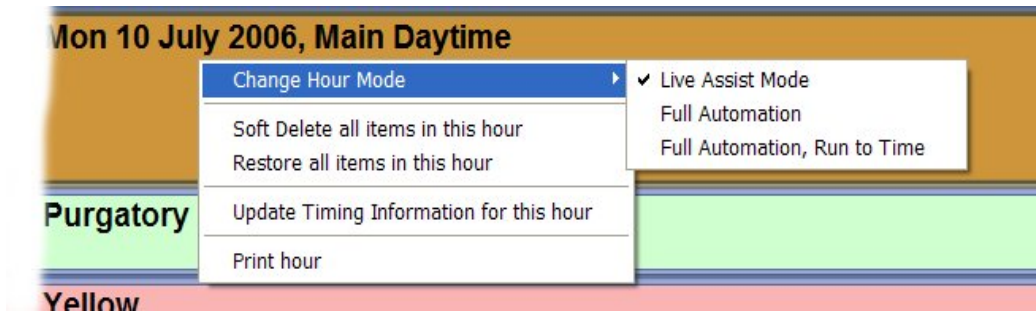 Mon 10 July 2006, Main Daytime
Change Hour Mode
Live Assist Mode
Full Automation
Full Automation, Run to Time
Soft Delete all items in this hour
Restore all items in this hour
Update Timing Information for this hour
Print hour
Purgatory
Yellow